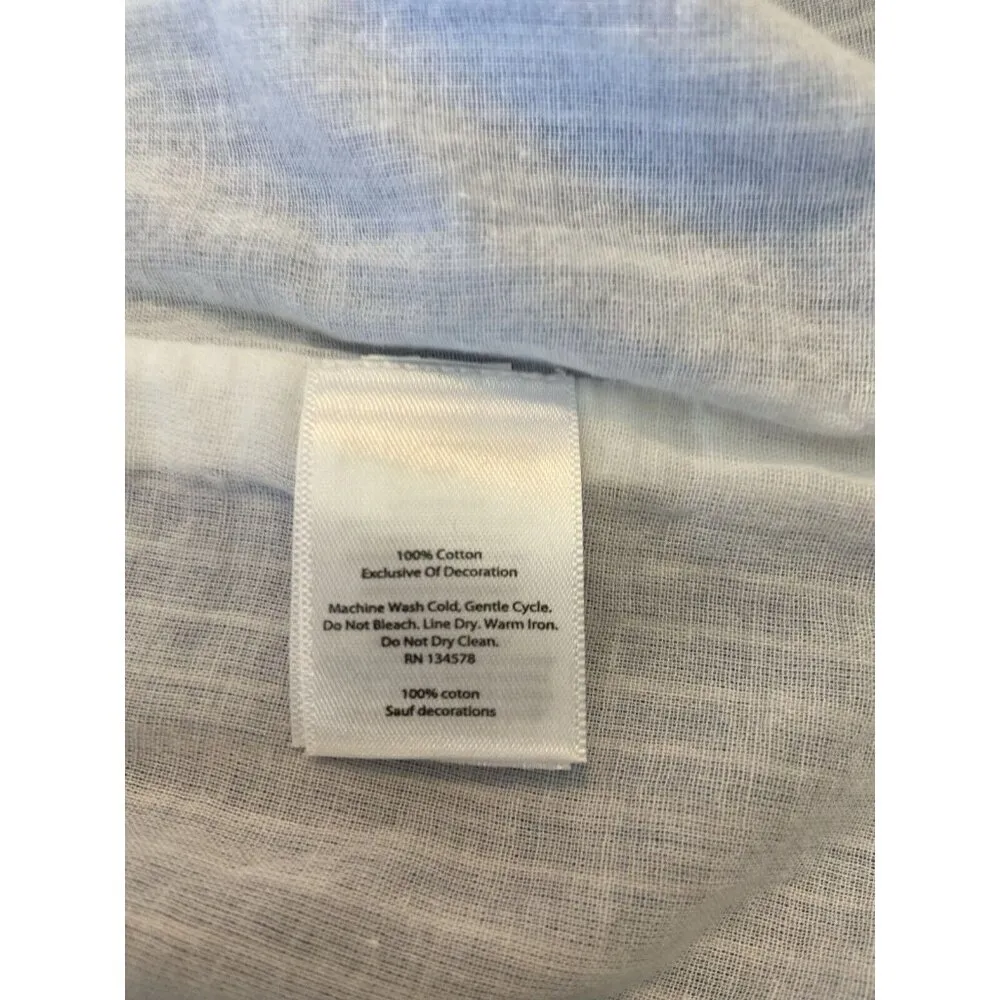 100% Cotton
Exclusive Of Decoration
Machine Wash Cold, Gentle Cycle.
Do Not Bleach. Line Dry. Warm Iron.
Do Not Dry Clean.
RN 134578
100% coton
Sauf decorations